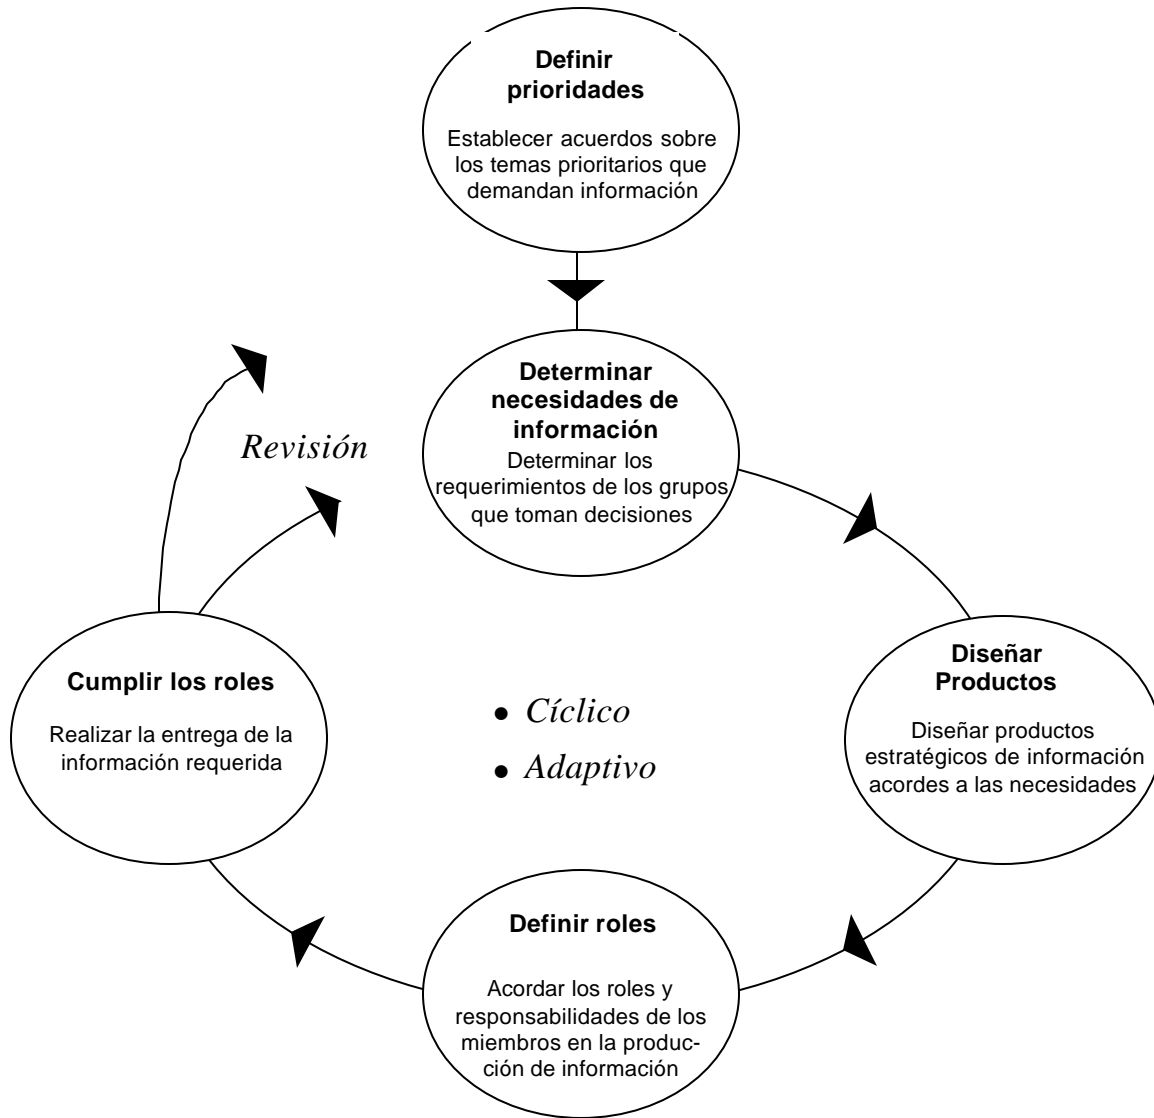 Definir
prioridades
Establecer acuerdos sobre
los temas prioritarios que
demandan información
Determinar
necesidades de
información
Determinar los
requerimientos de los grupos
que toman decisiones
Revisión
Diseñar
Productos
Diseñar productos
estratégicos de información
acordes a las necesidades
Cumplir los roles
Realizar la entrega de la
información requerida
• Cíclico
• Adaptivo
Definir roles
Acordar los roles y
responsabilidades de los
miembros en la produc-
ción de información